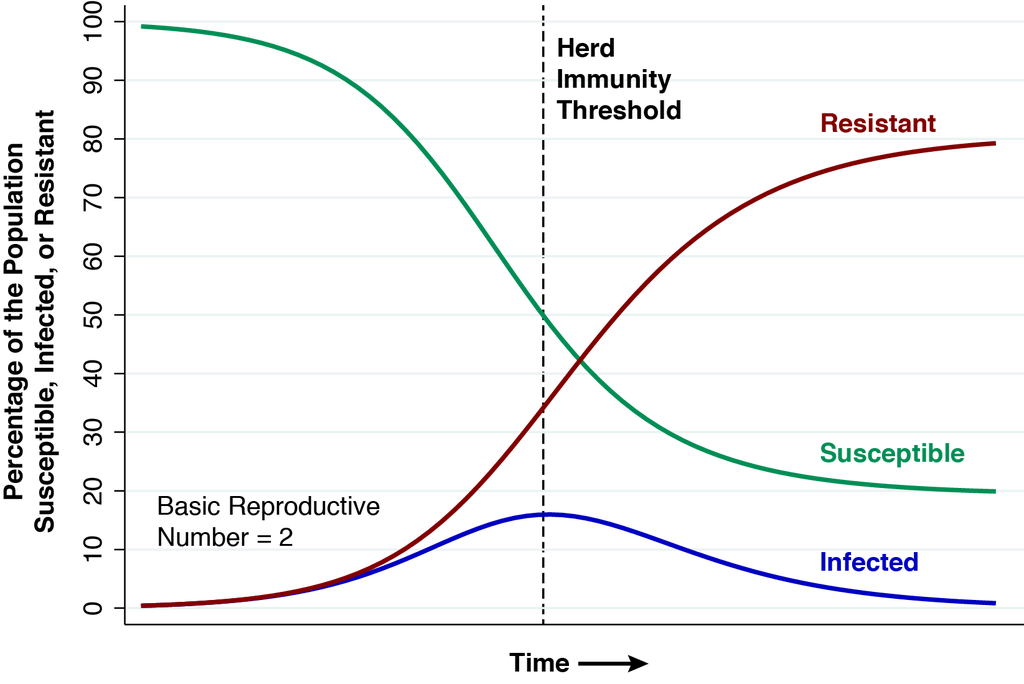 Percentage of the Population
Susceptible, Infected, or Resistant
100
90
80
70
60
50
40
30
20
10
0
Herd
Immunity
Threshold
Resistant
Susceptible
Basic Reproductive
Number = 2
Infected
Time